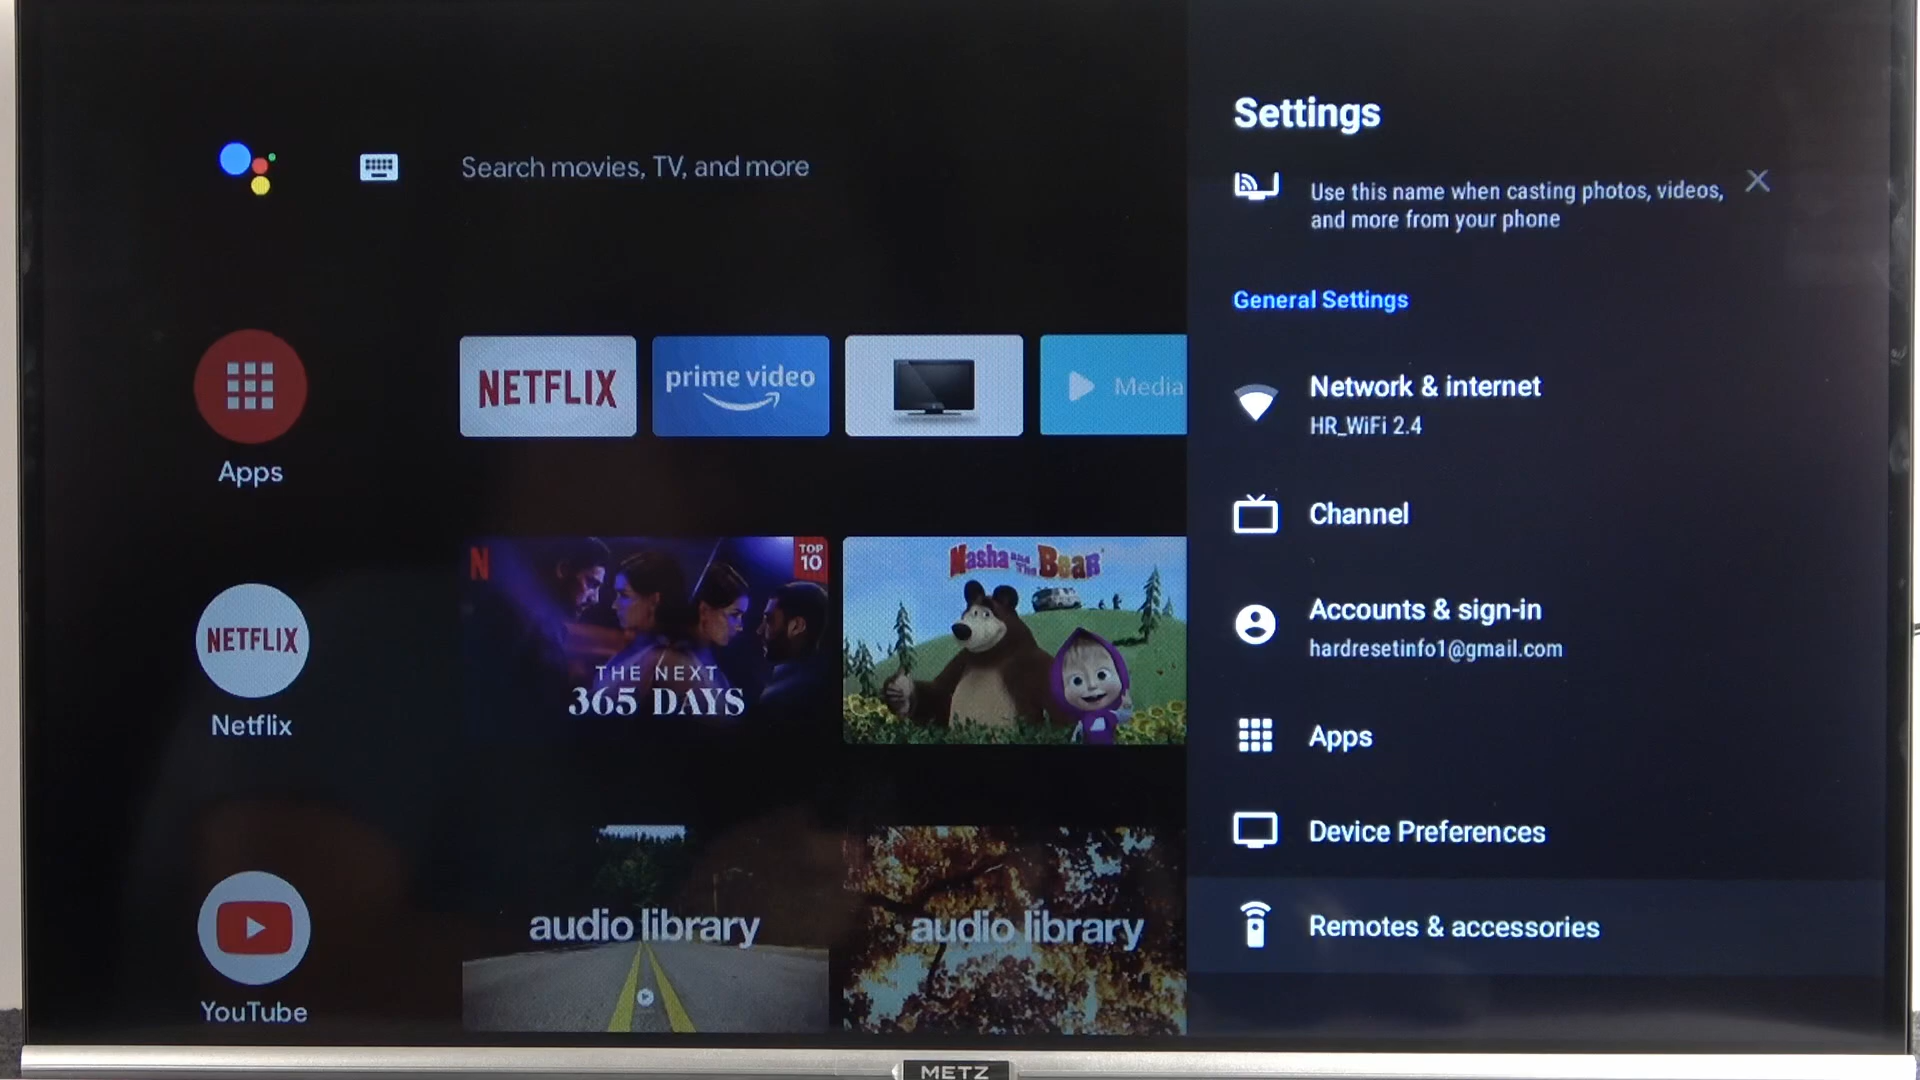 Settings
Search movies, TV, and more
Use this name when casting photos, videos,
and more from your phone
General Settings
Network & internet
HR_WiFi 2.4
Channel
Accounts & sign-in
hardresetinfo1@gmail.com
Apps
Device Preferences
Remotes & accessories
Apps
NETFLIX
prime video
Media
NETFLIX
Netflix
N
TOP
10
THE NEXT
365 DAYS
Masha and The Bear
YouTube
audio library
audio library
METZ